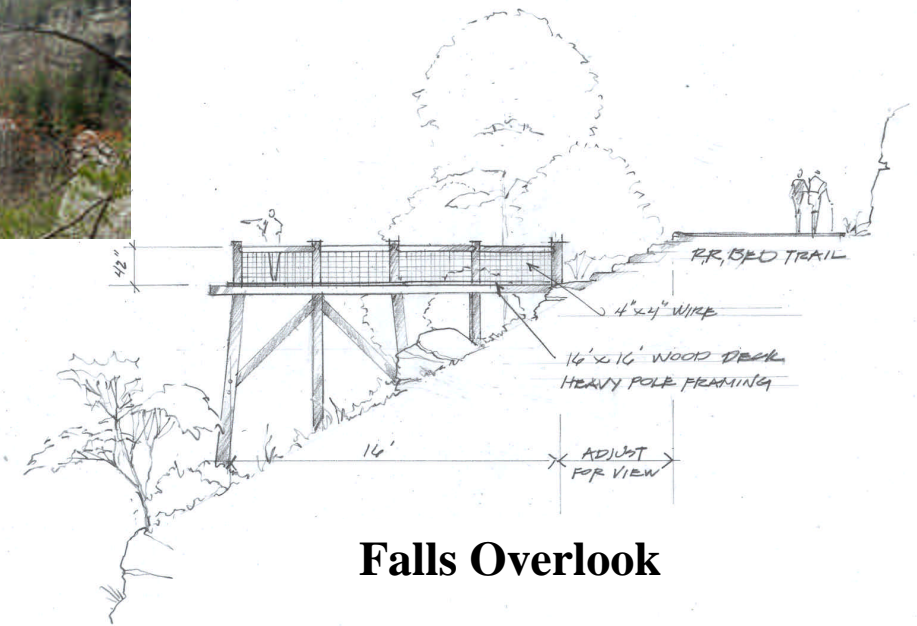 42"
R.R. BED TRAIL
4"x4" WIRE
16'x16' WOOD DECK
HEAVY POLE FRAMING
16'
ADJUST
FOR VIEW
Falls Overlook